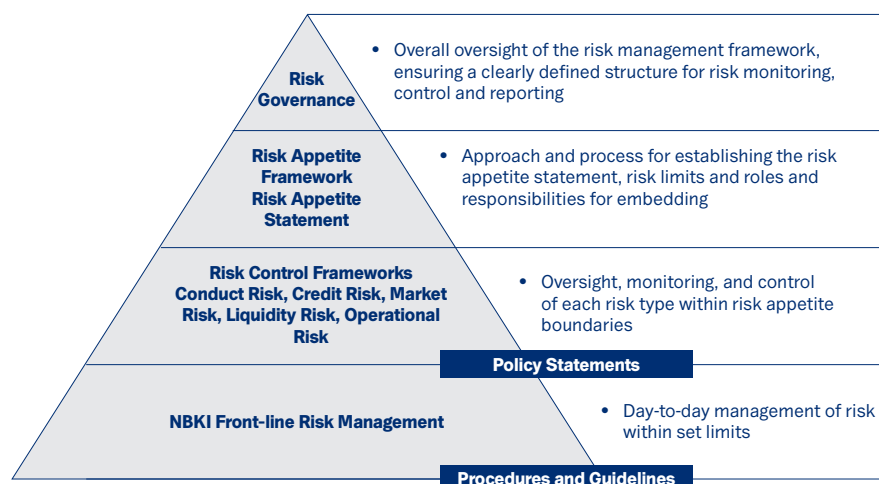 Risk
Governance
• Overall oversight of the risk management framework,
ensuring a clearly defined structure for risk monitoring,
control and reporting
Risk Appetite
Framework
Risk Appetite
Statement
• Approach and process for establishing the risk
appetite statement, risk limits and roles and
responsibilities for embedding
Risk Control Frameworks
Conduct Risk, Credit Risk, Market
Risk, Liquidity Risk, Operational
Risk
• Oversight, monitoring, and control
of each risk type within risk appetite
boundaries
Policy Statements
NBKI Front-line Risk Management
• Day-to-day management of risk
within set limits
Procedures and Guidelines